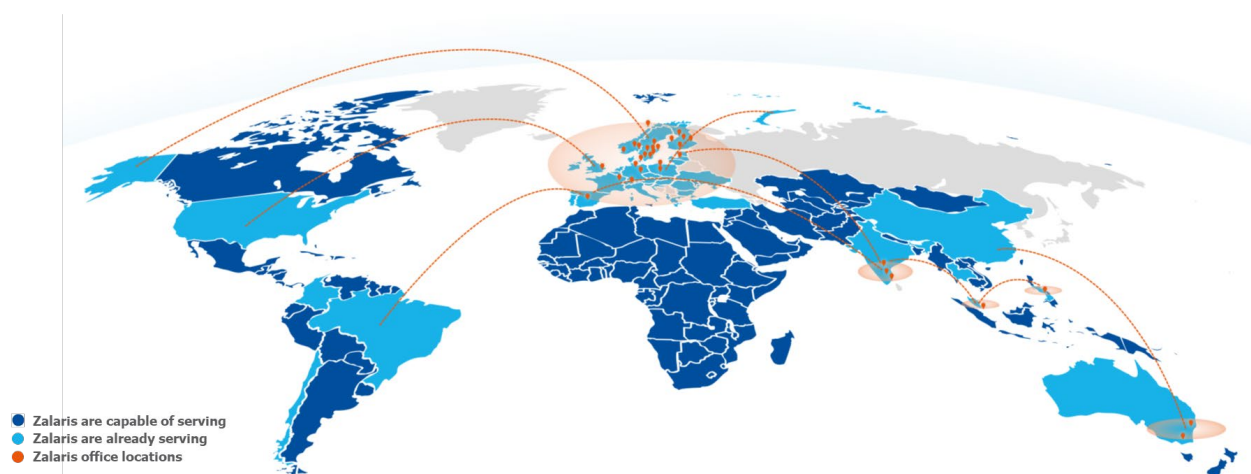 Zalaris are capable of serving
Zalaris are already serving
Zalaris office locations